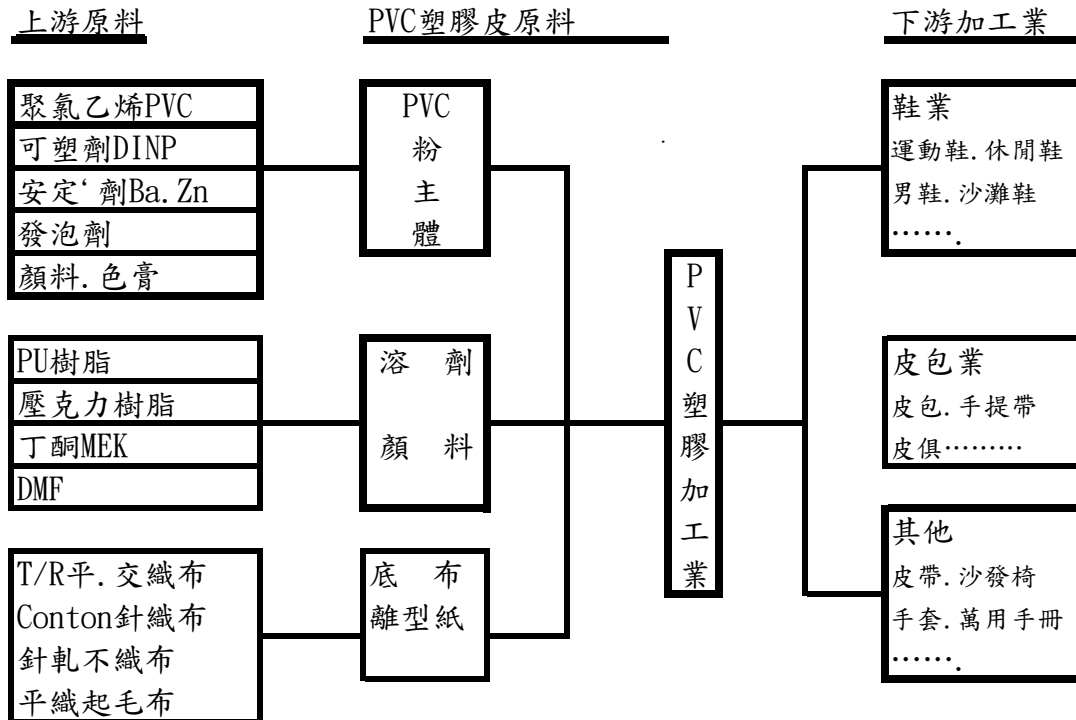 上游原料
PVC塑膠皮原料
下游加工業
聚氯乙烯PVC
可塑劑DINP
安定‘劑Ba.Zn
發泡劑
顏料.色膏
PVC
粉
主
體
鞋業
運動鞋.休閒鞋
男鞋.沙灘鞋
…….
PU樹脂
壓克力樹脂
丁酮MEK
DMF
溶 劑
顏 料
P
V
C
塑
膠
加
工
業
皮包業
皮包.手提帶
皮俱………
T/R平.交織布
Conton針織布
針軋不織布
平織起毛布
底 布
離型紙
其他
皮帶.沙發椅
手套.萬用手冊
…….